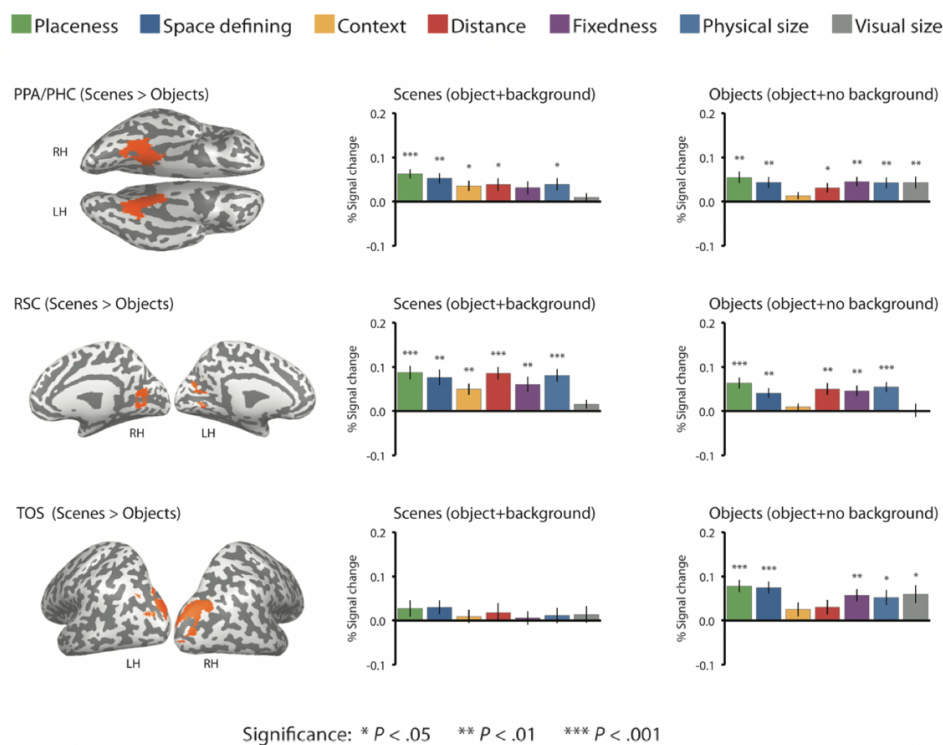 Placeness Space defining Context Distance Fixedness Physical size Visual size
PPA/PHC (Scenes > Objects)
RH
LH
Scenes (object+background)
% Signal change
0.2
0.1
0.0
-0.1
***
**
*
*
*
Objects (object+no background)
% Signal change
0.2
0.1
0.0
-0.1
**
**
*
**
**
**
RSC (Scenes > Objects)
RH
LH
Scenes (object+background)
% Signal change
0.2
0.1
0.0
-0.1
***
**
**
***
**
***
Objects (object+no background)
% Signal change
0.2
0.1
0.0
-0.1
***
**
**
**
***
TOS (Scenes > Objects)
LH
RH
Scenes (object+background)
% Signal change
0.2
0.1
0.0
-0.1
Objects (object+no background)
% Signal change
0.2
0.1
0.0
-0.1
***
***
**
*
*
Significance: * P < .05 ** P < .01 *** P < .001